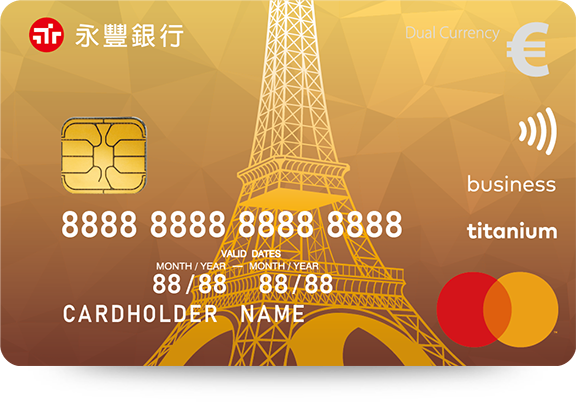 永豐銀行
Dual Currency €
business
8888 8888 8888 8888
titanium
VALID DATES
MONTH / YEAR — MONTH / YEAR
88/88 88/88
CARDHOLDER NAME